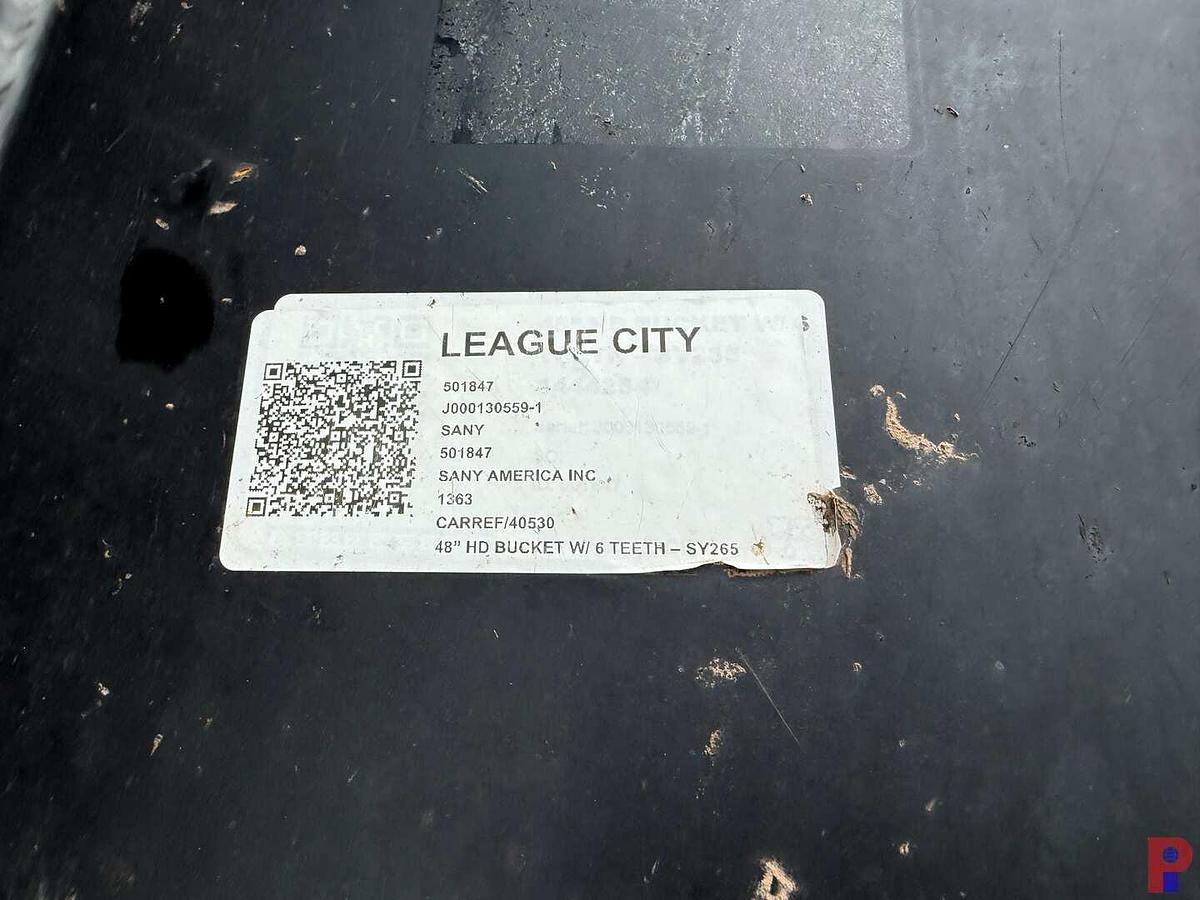 LEAGUE CITY
501847
J000130559-1
SANY
501847
SANY AMERICA INC
1363
CARREF/40530
48” HD BUCKET W/ 6 TEETH – SY265